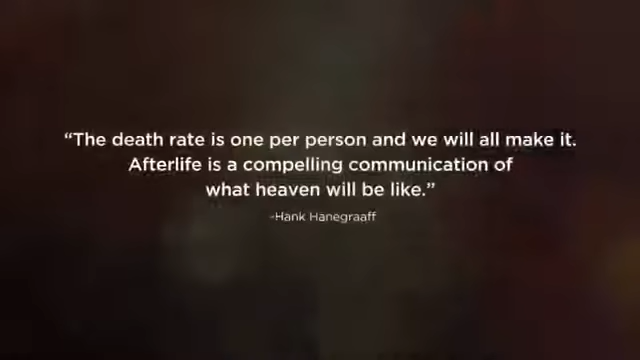 “The death rate is one per person and we will all make it.
Afterlife is a compelling communication of
what heaven will be like.”
-Hank Hanegraaff